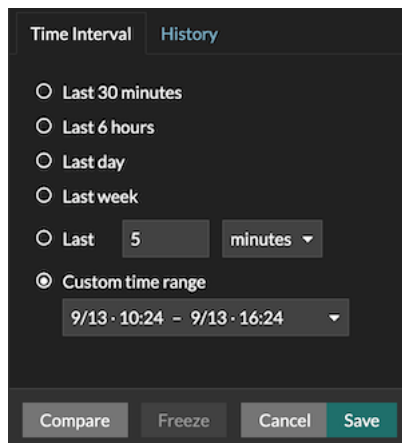 Time Interval History
Last 30 minutes
Last 6 hours
Last day
Last week
Last 5 minutes
Custom time range
9/13 · 10:24 – 9/13 · 16:24
Compare Freeze Cancel Save